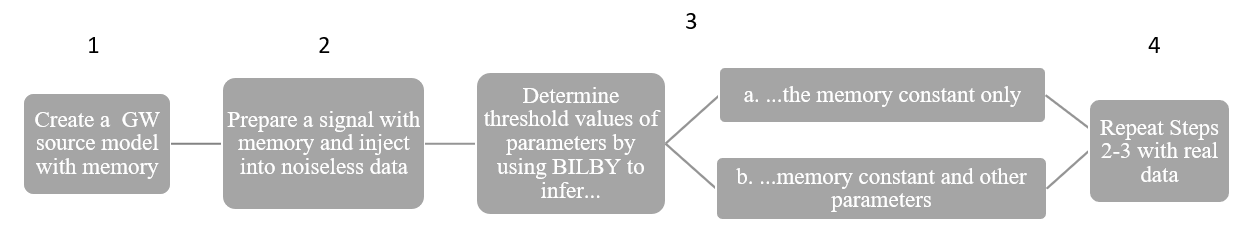 1
Create a GW
source model
with memory
2
Prepare a signal with
memory and inject
into noiseless data
3
Determine
threshold values of
parameters by
using BILBY to
infer...
a. ...the memory constant only
b. ...memory constant and other
parameters
4
Repeat Steps
2-3 with real
data